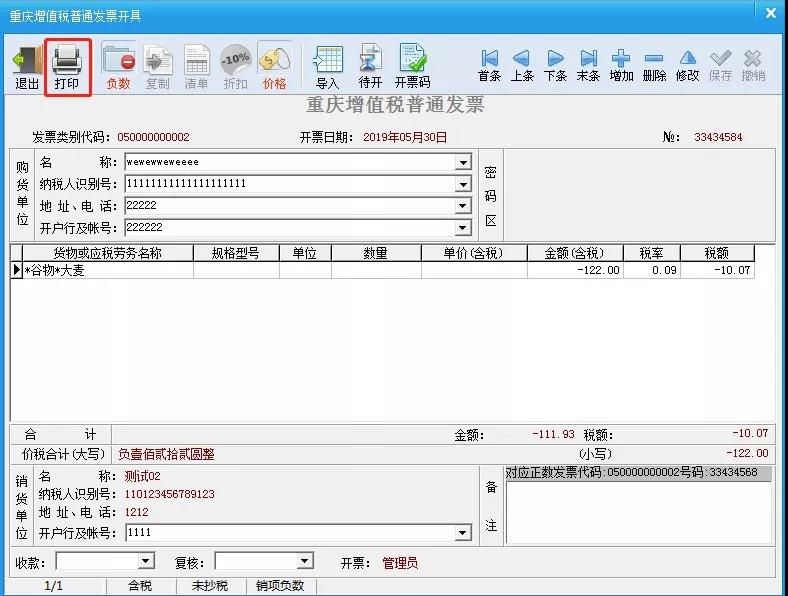 重庆增值税普通发票开具
退出 打印 负数 复制 清单 -10% 折扣 价格 导入 待开 开票码 首条 上条 下条 末条 增加 删除 修改 保存 撤销
重庆增值税普通发票
发票类别代码: 050000000002 开票日期: 2019年05月30日 №: 33434584
购货单位
名 称: wewewweweeee
纳税人识别号: 11111111111111111111
地 址、电 话: 22222
开户行及帐号: 222222
密码区
货物或应税劳务名称 规格型号 单位 数量 单价(含税) 金额(含税) 税率 税额
*谷物*大麦 -122.00 0.09 -10.07
合 计 金额: -111.93 税额: -10.07
价税合计(大写) 负壹佰贰拾贰圆整 (小写) -122.00
销货单位
名 称: 测试02
纳税人识别号: 110123456789123
地 址、电 话: 1212
开户行及帐号: 1111
备注
对应正数发票代码:050000000002号码:33434568
收款: 复核: 开票: 管理员
1/1 含税 未抄税 销项负数